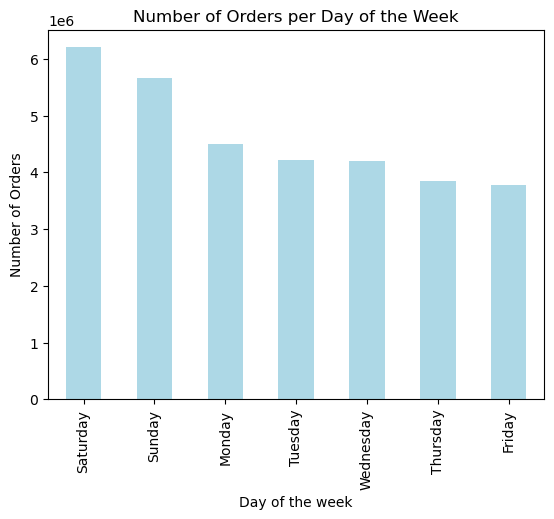 Number of Orders per Day of the Week
1e6
6
5
4
3
2
1
0
Number of Orders
Saturday
Sunday
Monday
Tuesday
Wednesday
Thursday
Friday
Day of the week